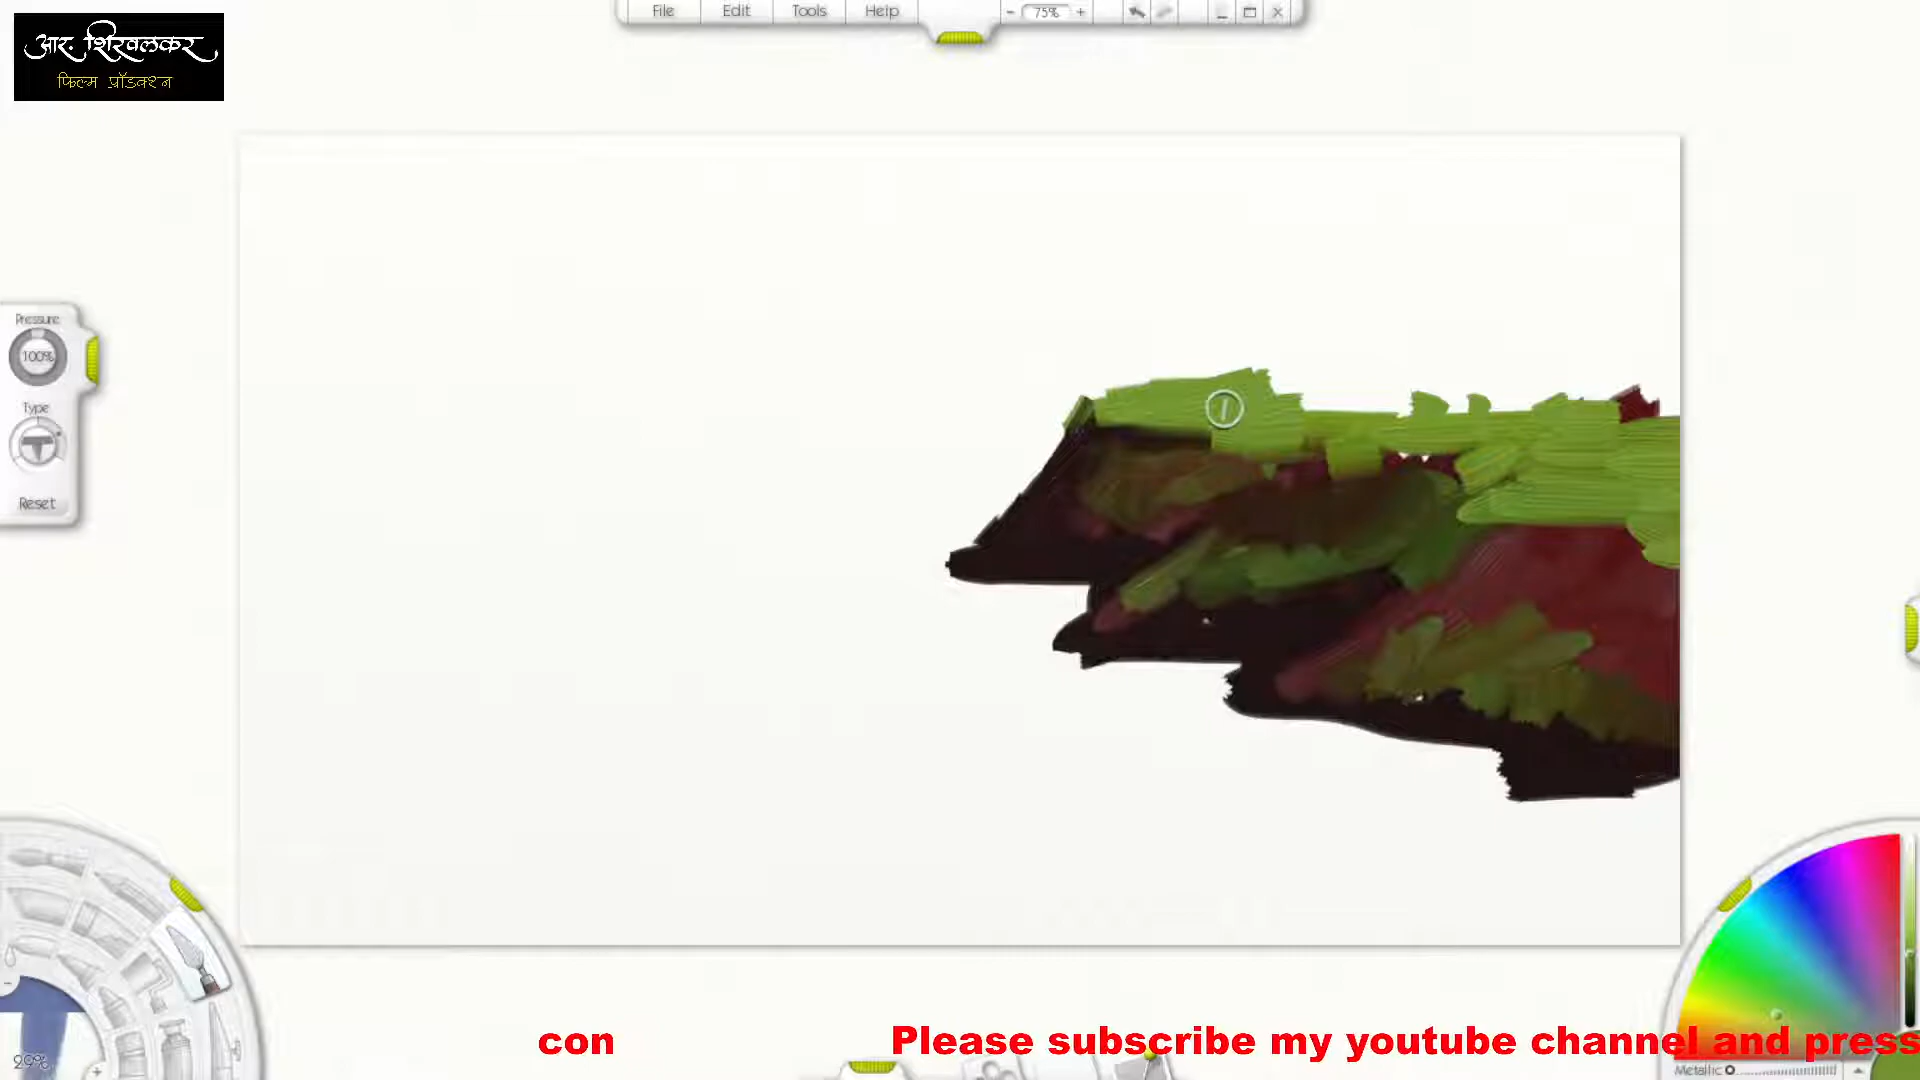 File Edit Tools Help - 75% +
आर. शिरवलकर
फिल्म प्रॉडक्शन
Pressure
100%
Type
Reset
29%
con Please subscribe my youtube channel and press
Metallic